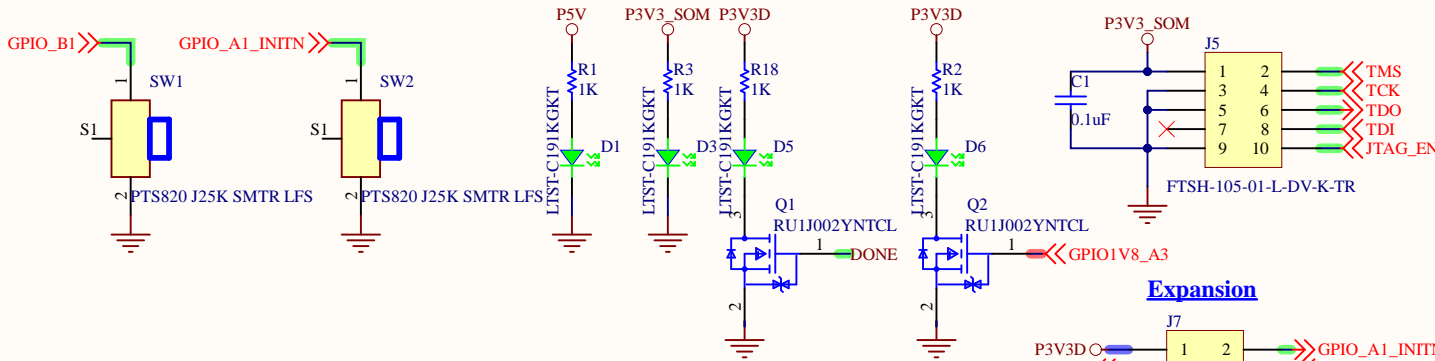 P5V
P3V3_SOM
P3V3D
P3V3D
P3V3_SOM
GPIO_B1
GPIO_A1_INITN
J5
1
SW1
1
SW2
R1
1K
R3
1K
R18
1K
R2
1K
C1
0.1uF
1 2
3 4
5 6
7 8
9 10
TMS
TCK
TDO
TDI
JTAG_EN
S1
S1
LTST-C191KGKT
D1
LTST-C191KGKT
D3
LTST-C191KGKT
D5
LTST-C191KGKT
D6
2
PTS820 J25K SMTR LFS
2
PTS820 J25K SMTR LFS
FTSH-105-01-L-DV-K-TR
3
Q1
RU1J002YNTCL
1
DONE
2
3
Q2
RU1J002YNTCL
1
GPIO1V8_A3
2
Expansion
J7
P3V3D
1 2
GPIO_A1_INITN